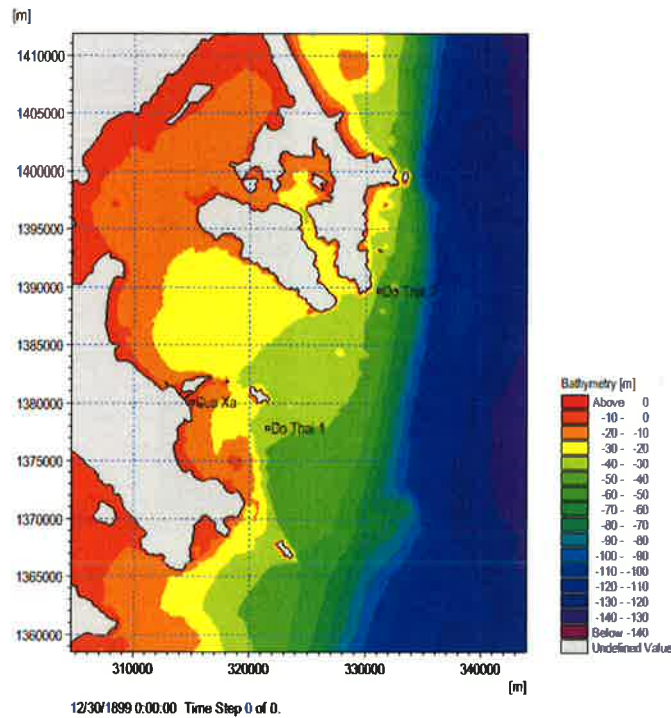 [m]
1410000
1405000
1400000
1395000
1390000
Do Thai 2
1385000
1380000
Cua Xa
Do Thai 1
1375000
1370000
1365000
1360000
310000 320000 330000 340000
[m]
Bathymetry [m]
Above 0
-10 - 0
-20 - -10
-30 - -20
-40 - -30
-50 - -40
-60 - -50
-70 - -60
-80 - -70
-90 - -80
-100 - -90
-110 - -100
-120 - -110
-130 - -120
-140 - -130
Below -140
Undefined Value
12/30/1899 0:00:00 Time Step 0 of 0.